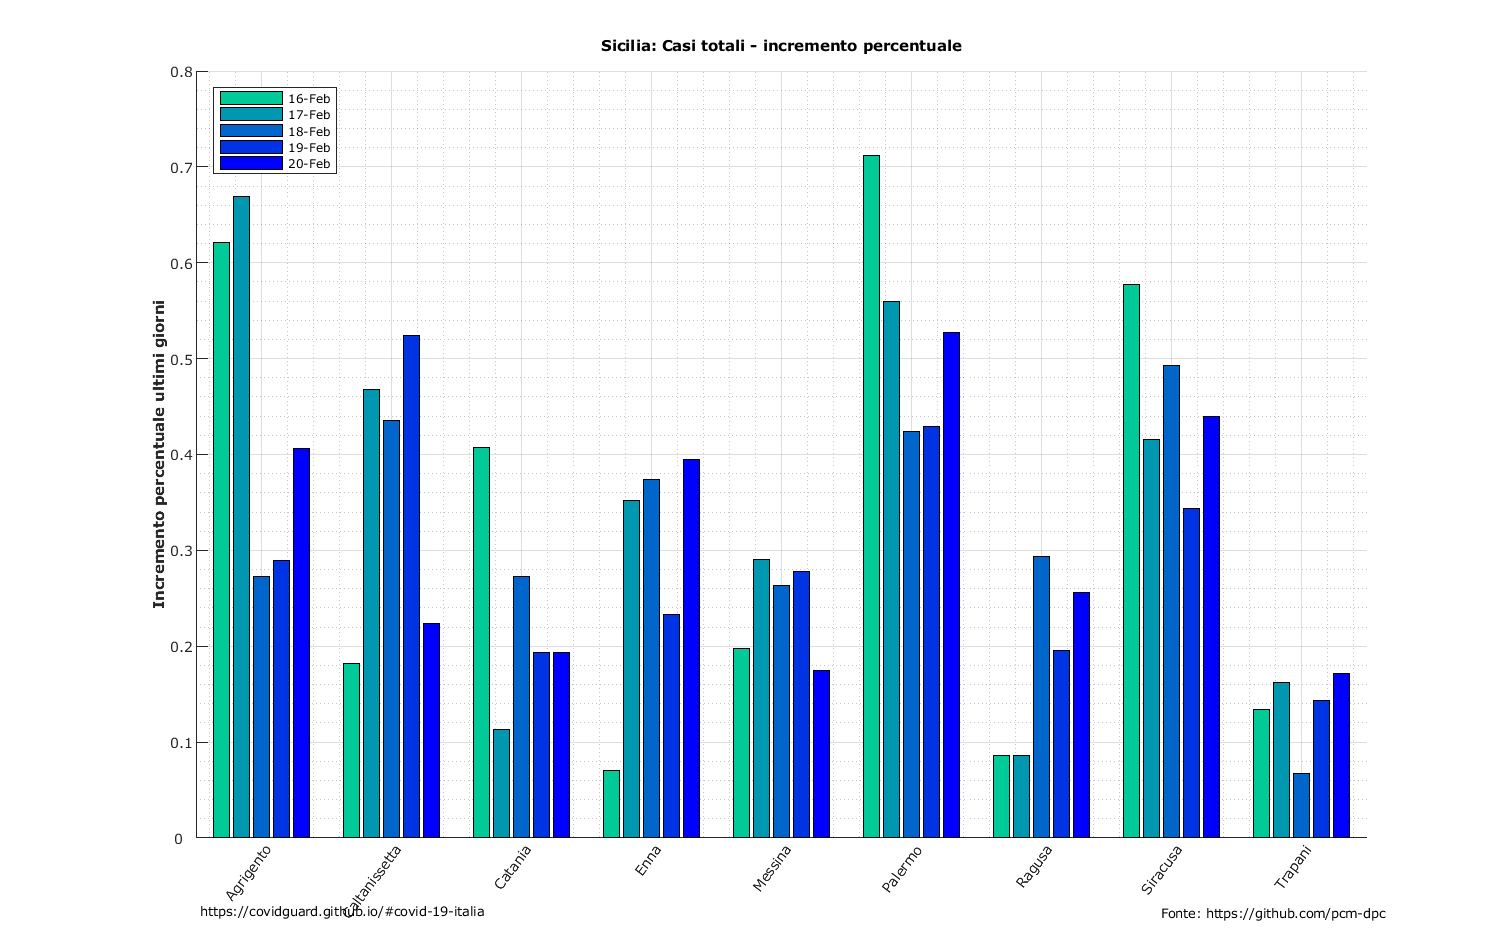 Sicilia: Casi totali - incremento percentuale
0.8
0.7
0.6
0.5
0.4
0.3
0.2
0.1
0
Incremento percentuale ultimi giorni
16-Feb
17-Feb
18-Feb
19-Feb
20-Feb
Agrigento
Caltanissetta
Catania
Enna
Messina
Palermo
Ragusa
Siracusa
Trapani
https://covidguard.github.io/#covid-19-italia
Fonte: https://github.com/pcm-dpc